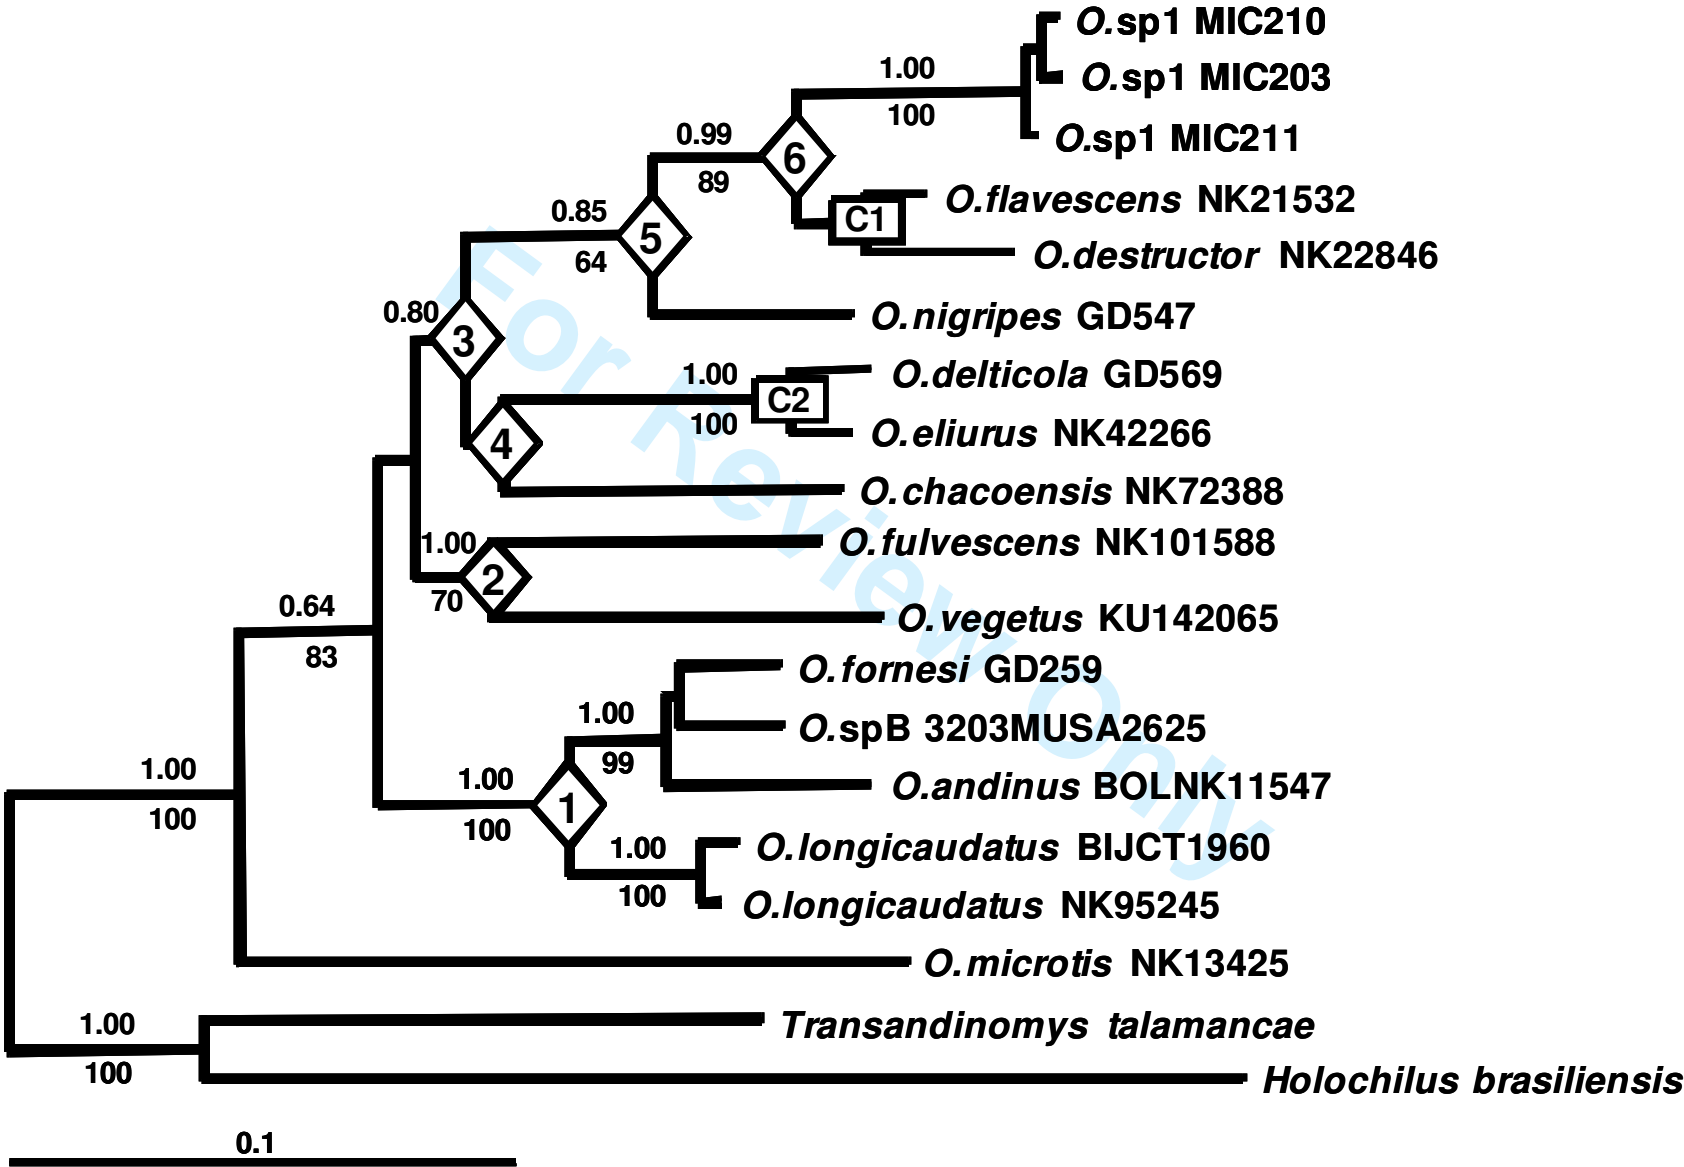 O.sp1 MIC210
1.00
O.sp1 MIC203
100
0.99
O.sp1 MIC211
6
89
O.flavescens NK21532
0.85
C1
5
64
O.destructor NK22846
0.80
O.nigripes GD547
3
1.00
O.delticola GD569
C2
100
O.eliurus NK42266
4
O.chacoensis NK72388
1.00
O.fulvescens NK101588
2
70
0.64
O.vegetus KU142065
83
O.fornesi GD259
1.00
O.spB 3203MUSA2625
99
1.00
1.00
O.andinus BOLNK11547
1
100
100
1.00
O.longicaudatus BIJCT1960
100
O.longicaudatus NK95245
O.microtis NK13425
1.00
Transandinomys talamancae
100
Holochilus brasiliensis
0.1
For Review Only